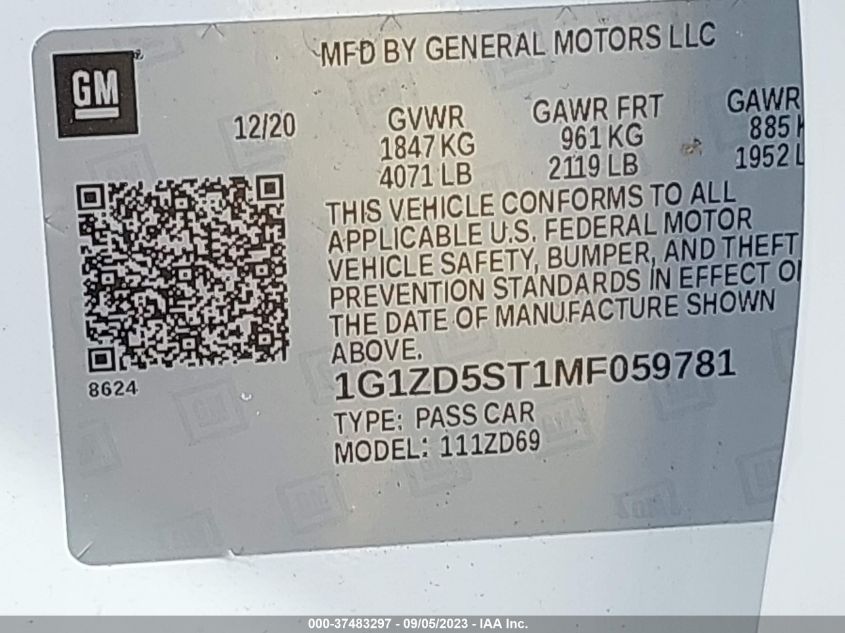 MFD BY GENERAL MOTORS LLC
GM
12/20
GVWR
1847 KG
4071 LB
GAWR FRT
961 KG
2119 LB
GAWR
885 K
1952 L
THIS VEHICLE CONFORMS TO ALL
APPLICABLE U.S. FEDERAL MOTOR
VEHICLE SAFETY, BUMPER, AND THEFT
PREVENTION STANDARDS IN EFFECT O
THE DATE OF MANUFACTURE SHOWN
ABOVE.
8624
1G1ZD5ST1MF059781
TYPE: PASS CAR
MODEL: 111ZD69
000-37483297 - 09/05/2023 - IAA Inc.